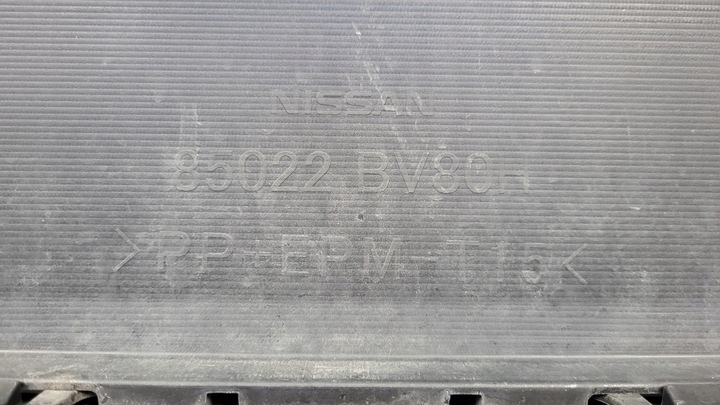 NISSAN
85022 BV80H
>PP+EPM-T15<